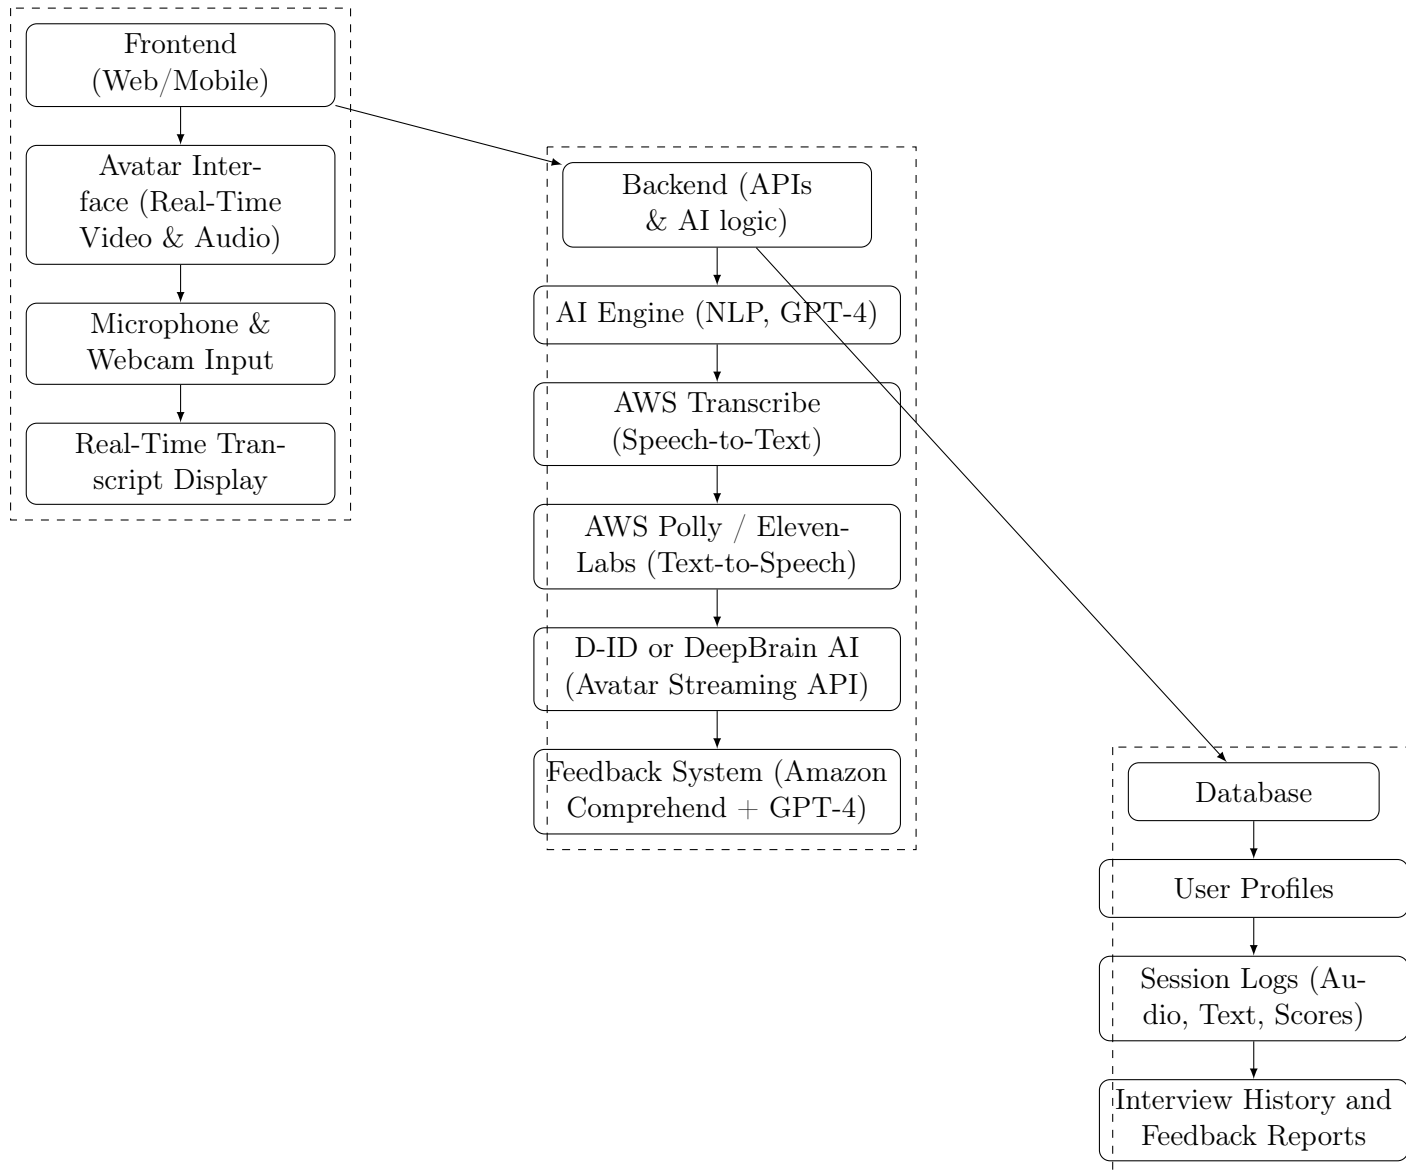 Frontend
(Web/Mobile)
Avatar Inter-
face (Real-Time
Video & Audio)
Microphone &
Webcam Input
Real-Time Tran-
script Display
Backend (APIs
& AI logic)
AI Engine (NLP, GPT-4)
AWS Transcribe
(Speech-to-Text)
AWS Polly / Eleven-
Labs (Text-to-Speech)
D-ID or DeepBrain AI
(Avatar Streaming API)
Feedback System (Amazon
Comprehend + GPT-4)
Database
User Profiles
Session Logs (Au-
dio, Text, Scores)
Interview History and
Feedback Reports